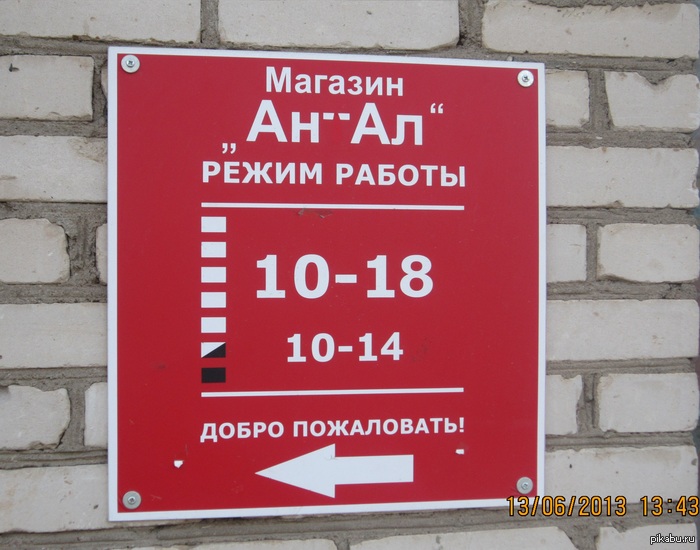 Магазин
„Ан--Ал“
РЕЖИМ РАБОТЫ
10-18
10-14
ДОБРО ПОЖАЛОВАТЬ!
13/06/2013 13:43
pikabu.ru